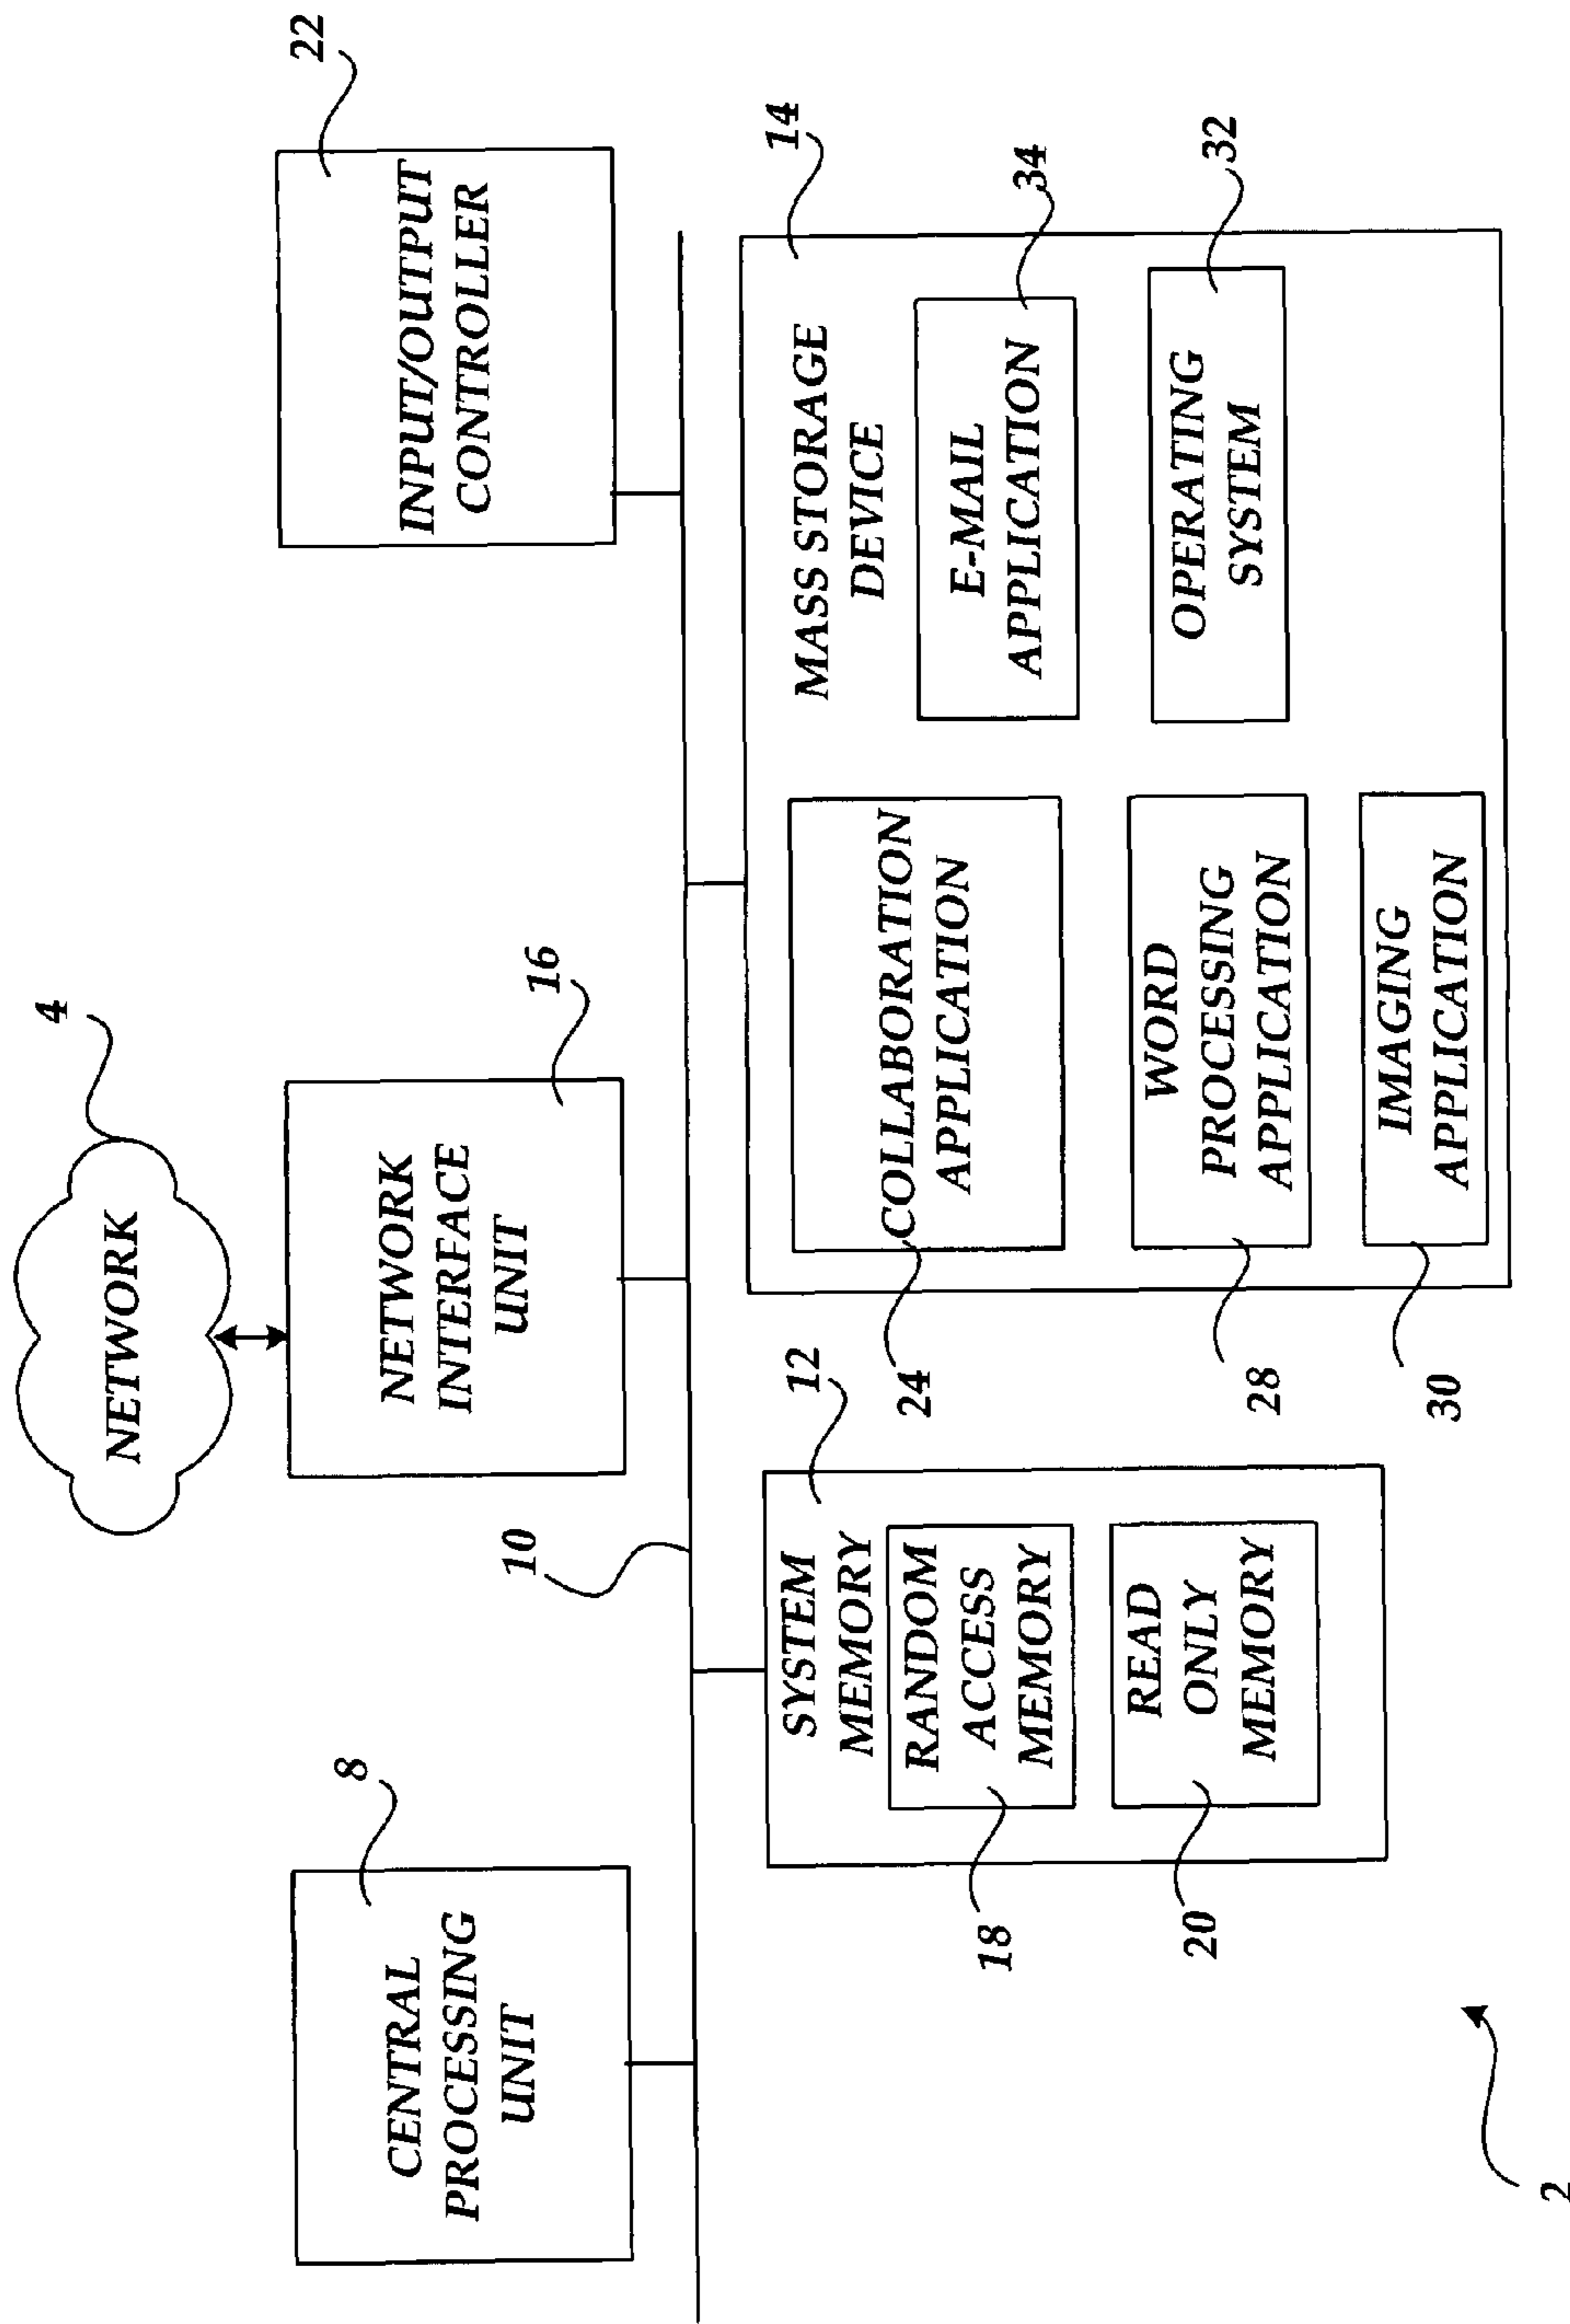 4
NETWORK
8
CENTRAL
PROCESSING
UNIT
16
NETWORK
INTERFACE
UNIT
22
INPUT/OUTPUT
CONTROLLER
10
12
SYSTEM
MEMORY
RANDOM
ACCESS
MEMORY
18
READ
ONLY
MEMORY
20
14
MASS STORAGE
DEVICE
COLLABORATION
APPLICATION
24
E-MAIL
APPLICATION
34
WORD
PROCESSING
APPLICATION
28
OPERATING
SYSTEM
32
IMAGING
APPLICATION
30
2